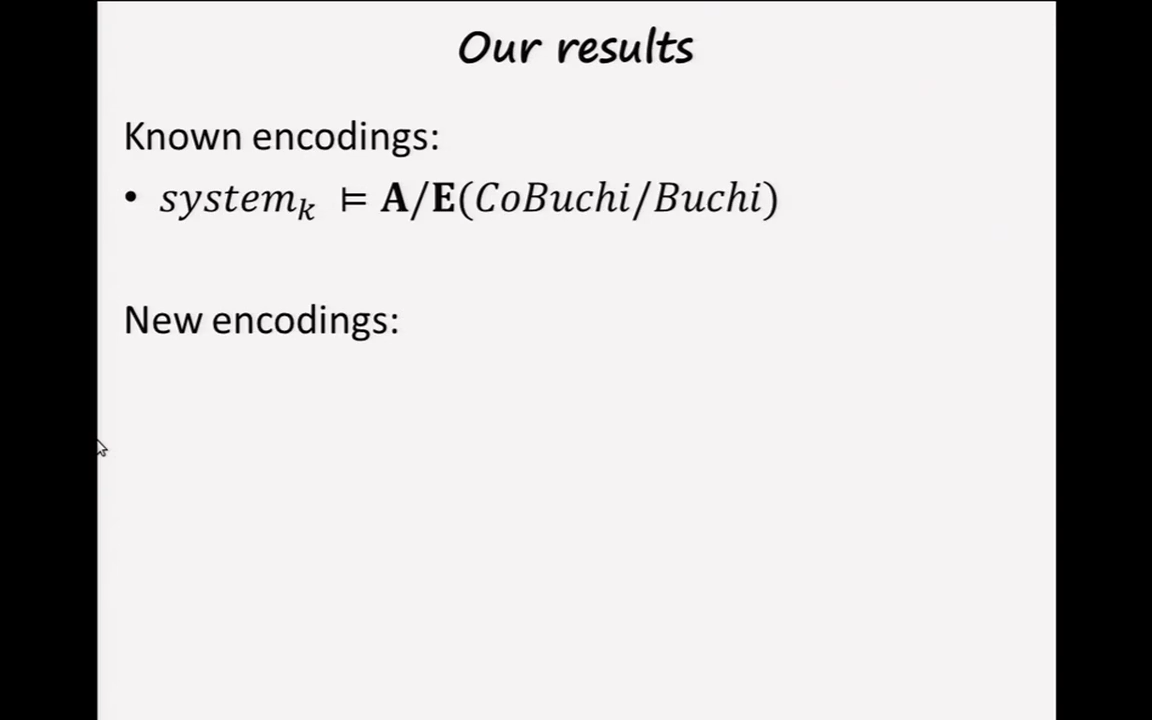 Our results
Known encodings:
• systemₖ ⊨ A/E(CoBuchi/Buchi)
New encodings: